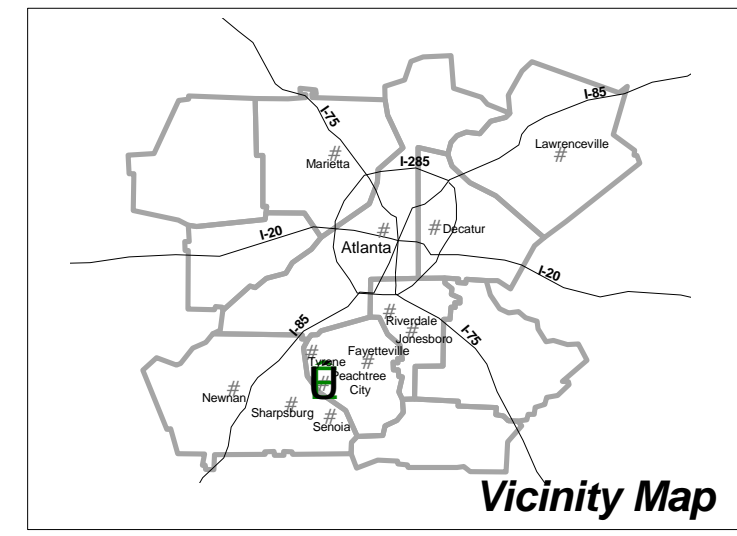 I-85
I-75
Lawrenceville
#
#
Marietta
I-285
#
# Decatur
Atlanta
I-20
I-20
#
Riverdale
I-85
#
Jonesboro
I-75
#
Fayetteville
#
Tyrone
#
Peachtree
City
U
#
Newnan
#
Sharpsburg
#
Senoia
Vicinity Map